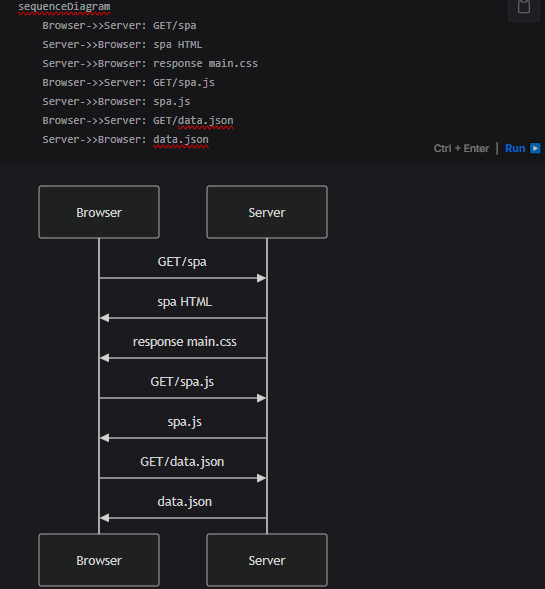 sequenceDiagram
Browser->>Server: GET/spa
Server->>Browser: spa HTML
Server->>Browser: response main.css
Browser->>Server: GET/spa.js
Server->>Browser: spa.js
Browser->>Server: GET/data.json
Server->>Browser: data.json
Ctrl + Enter | Run
Browser Server
GET/spa
spa HTML
response main.css
GET/spa.js
spa.js
GET/data.json
data.json
Browser Server